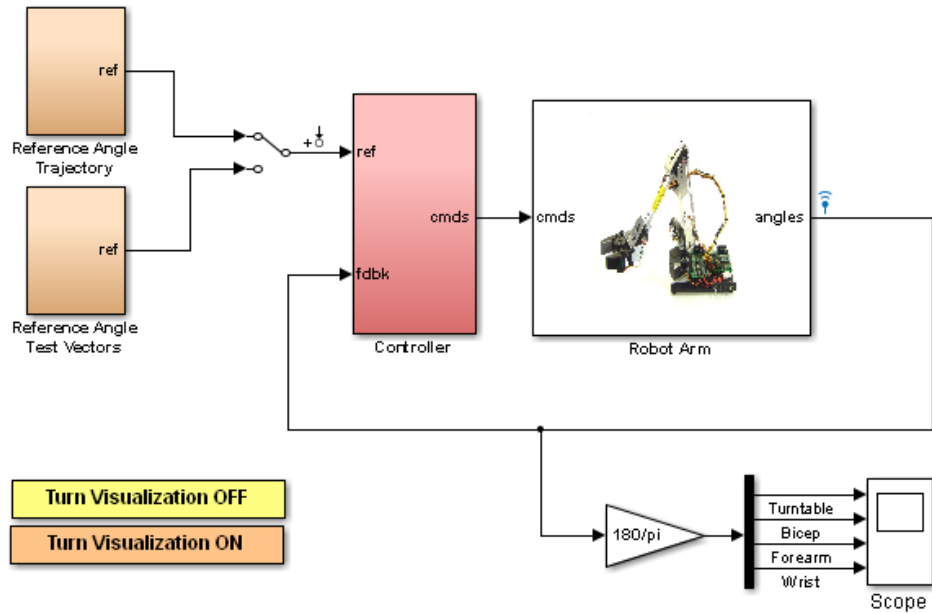 ref
Reference Angle
Trajectory
ref
Reference Angle
Test Vectors
+
ref
cmds
fdbk
Controller
cmds
angles
Robot Arm
Turn Visualization OFF
Turn Visualization ON
180/pi
Turntable
Bicep
Forearm
Wrist
Scope